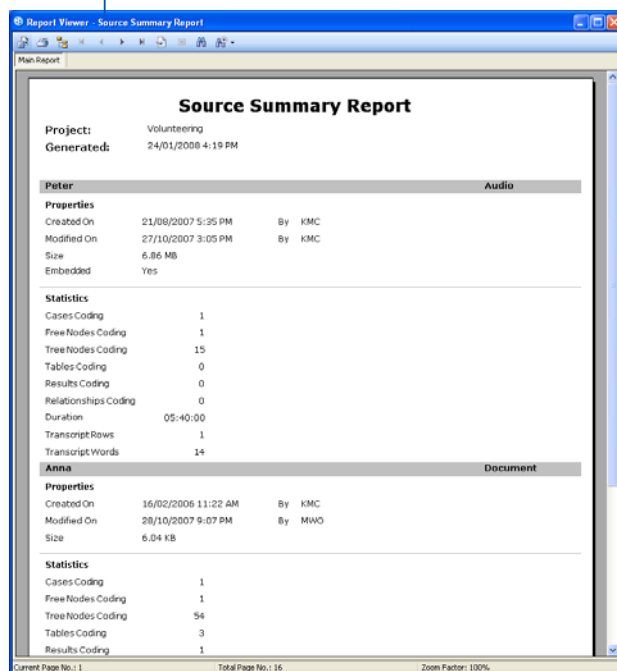 Report Viewer - Source Summary Report
Main Report
Source Summary Report
Project: Volunteering
Generated: 24/01/2008 4:19 PM
Peter Audio
Properties
Created On 21/08/2007 5:35 PM By KMC
Modified On 27/10/2007 3:05 PM By KMC
Size 6.86 MB
Embedded Yes
Statistics
Cases Coding 1
Free Nodes Coding 1
Tree Nodes Coding 15
Tables Coding 0
Results Coding 0
Relationships Coding 0
Duration 05:40:00
Transcript Rows 1
Transcript Words 14
Anna Document
Properties
Created On 16/02/2006 11:22 AM By KMC
Modified On 28/10/2007 9:07 PM By MWO
Size 6.04 KB
Statistics
Cases Coding 1
Free Nodes Coding 1
Tree Nodes Coding 54
Tables Coding 3
Results Coding 1
Current Page No.: 1 Total Page No.: 16 Zoom Factor: 100%